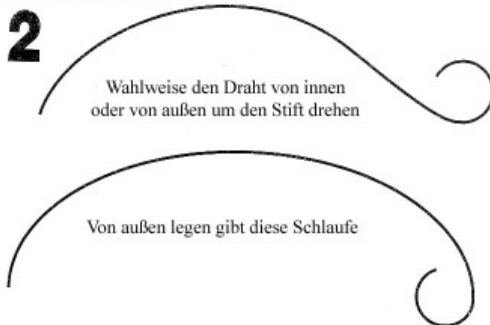 2
Wahlweise den Draht von innen
oder von außen um den Stift drehen
Von außen legen gibt diese Schlaufe